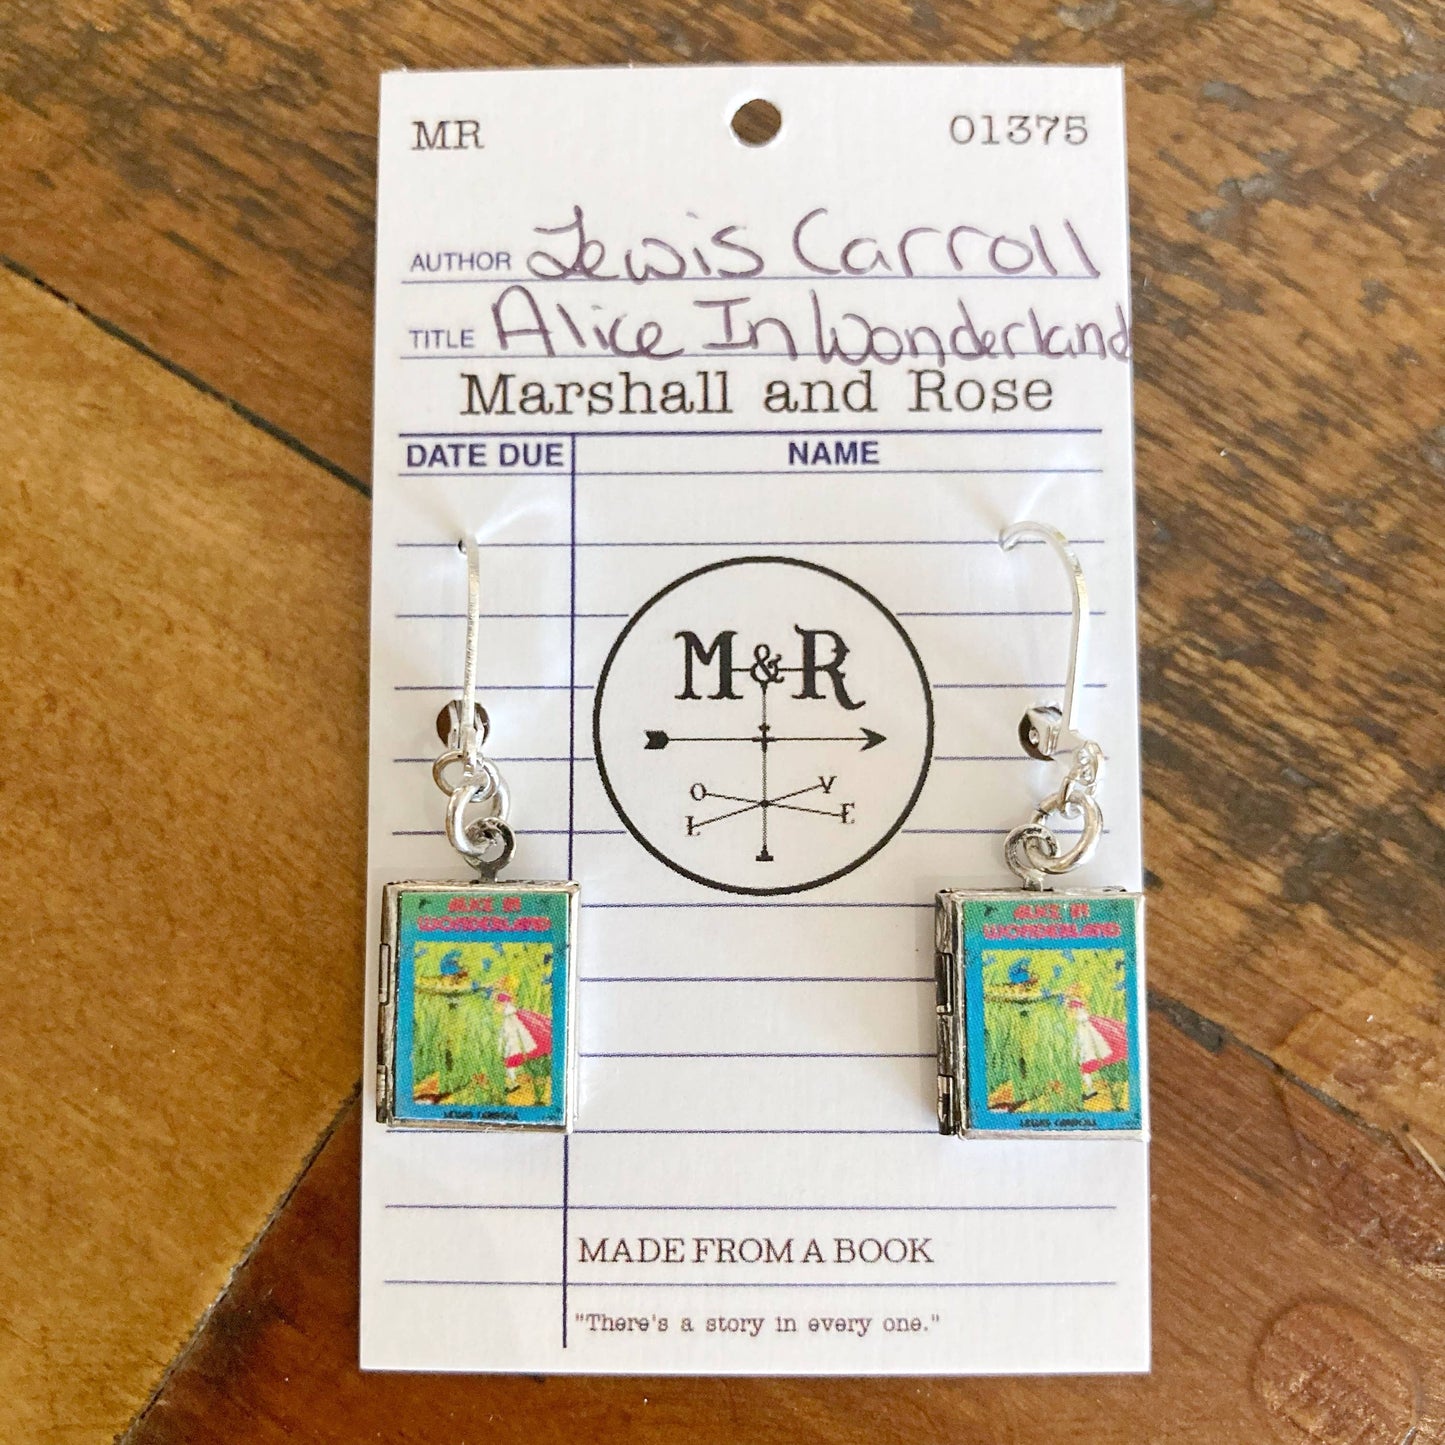 MR 01375
AUTHOR Lewis Carroll
TITLE Alice In Wonderland
Marshall and Rose
DATE DUE NAME
M&R
O V
L E
ALICE IN
WONDERLAND
LEWIS CARROLL
ALICE IN
WONDERLAND
LEWIS CARROLL
MADE FROM A BOOK
"There's a story in every one."